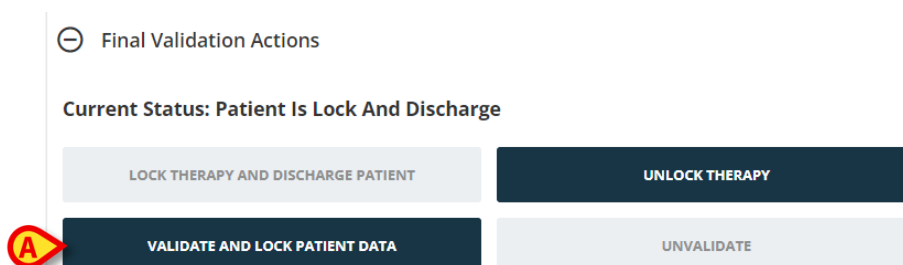 Final Validation Actions
Current Status: Patient Is Lock And Discharge
LOCK THERAPY AND DISCHARGE PATIENT
UNLOCK THERAPY
A
VALIDATE AND LOCK PATIENT DATA
UNVALIDATE